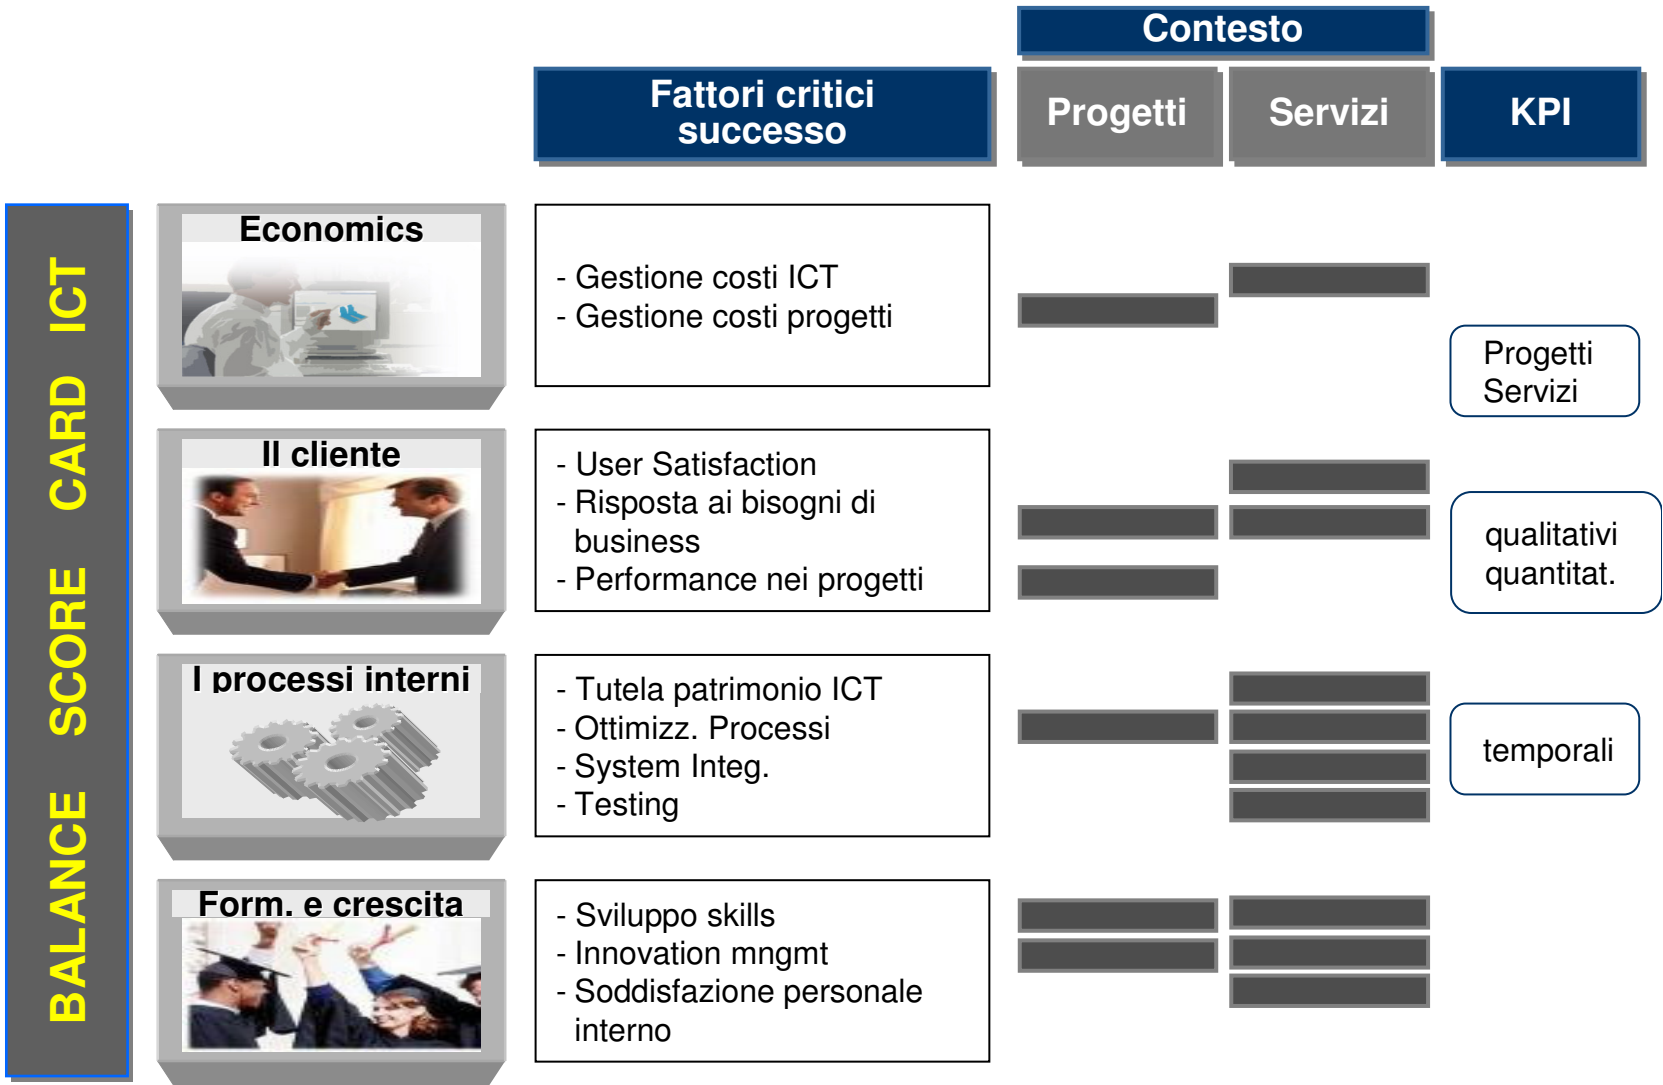 Contesto
Fattori critici
successo
Progetti
Servizi
KPI
BALANCE SCORE CARD ICT
Economics
- Gestione costi ICT
- Gestione costi progetti
Progetti
Servizi
Il cliente
- User Satisfaction
- Risposta ai bisogni di
business
- Performance nei progetti
qualitativi
quantitat.
I processi interni
- Tutela patrimonio ICT
- Ottimizz. Processi
- System Integ.
- Testing
temporali
Form. e crescita
- Sviluppo skills
- Innovation mngmt
- Soddisfazione personale
interno